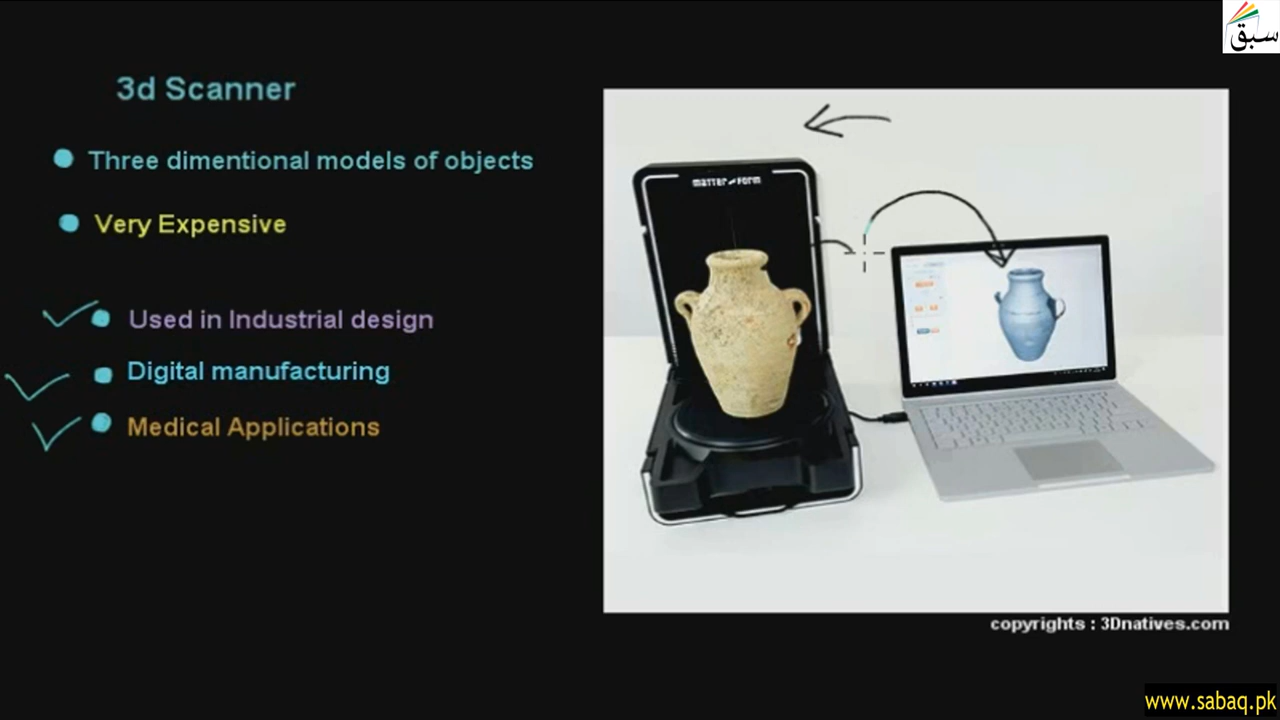 سبق
3d Scanner
Three dimentional models of objects
Very Expensive
Used in Industrial design
Digital manufacturing
Medical Applications
matter and form
copyrights : 3Dnatives.com
www.sabaq.pk